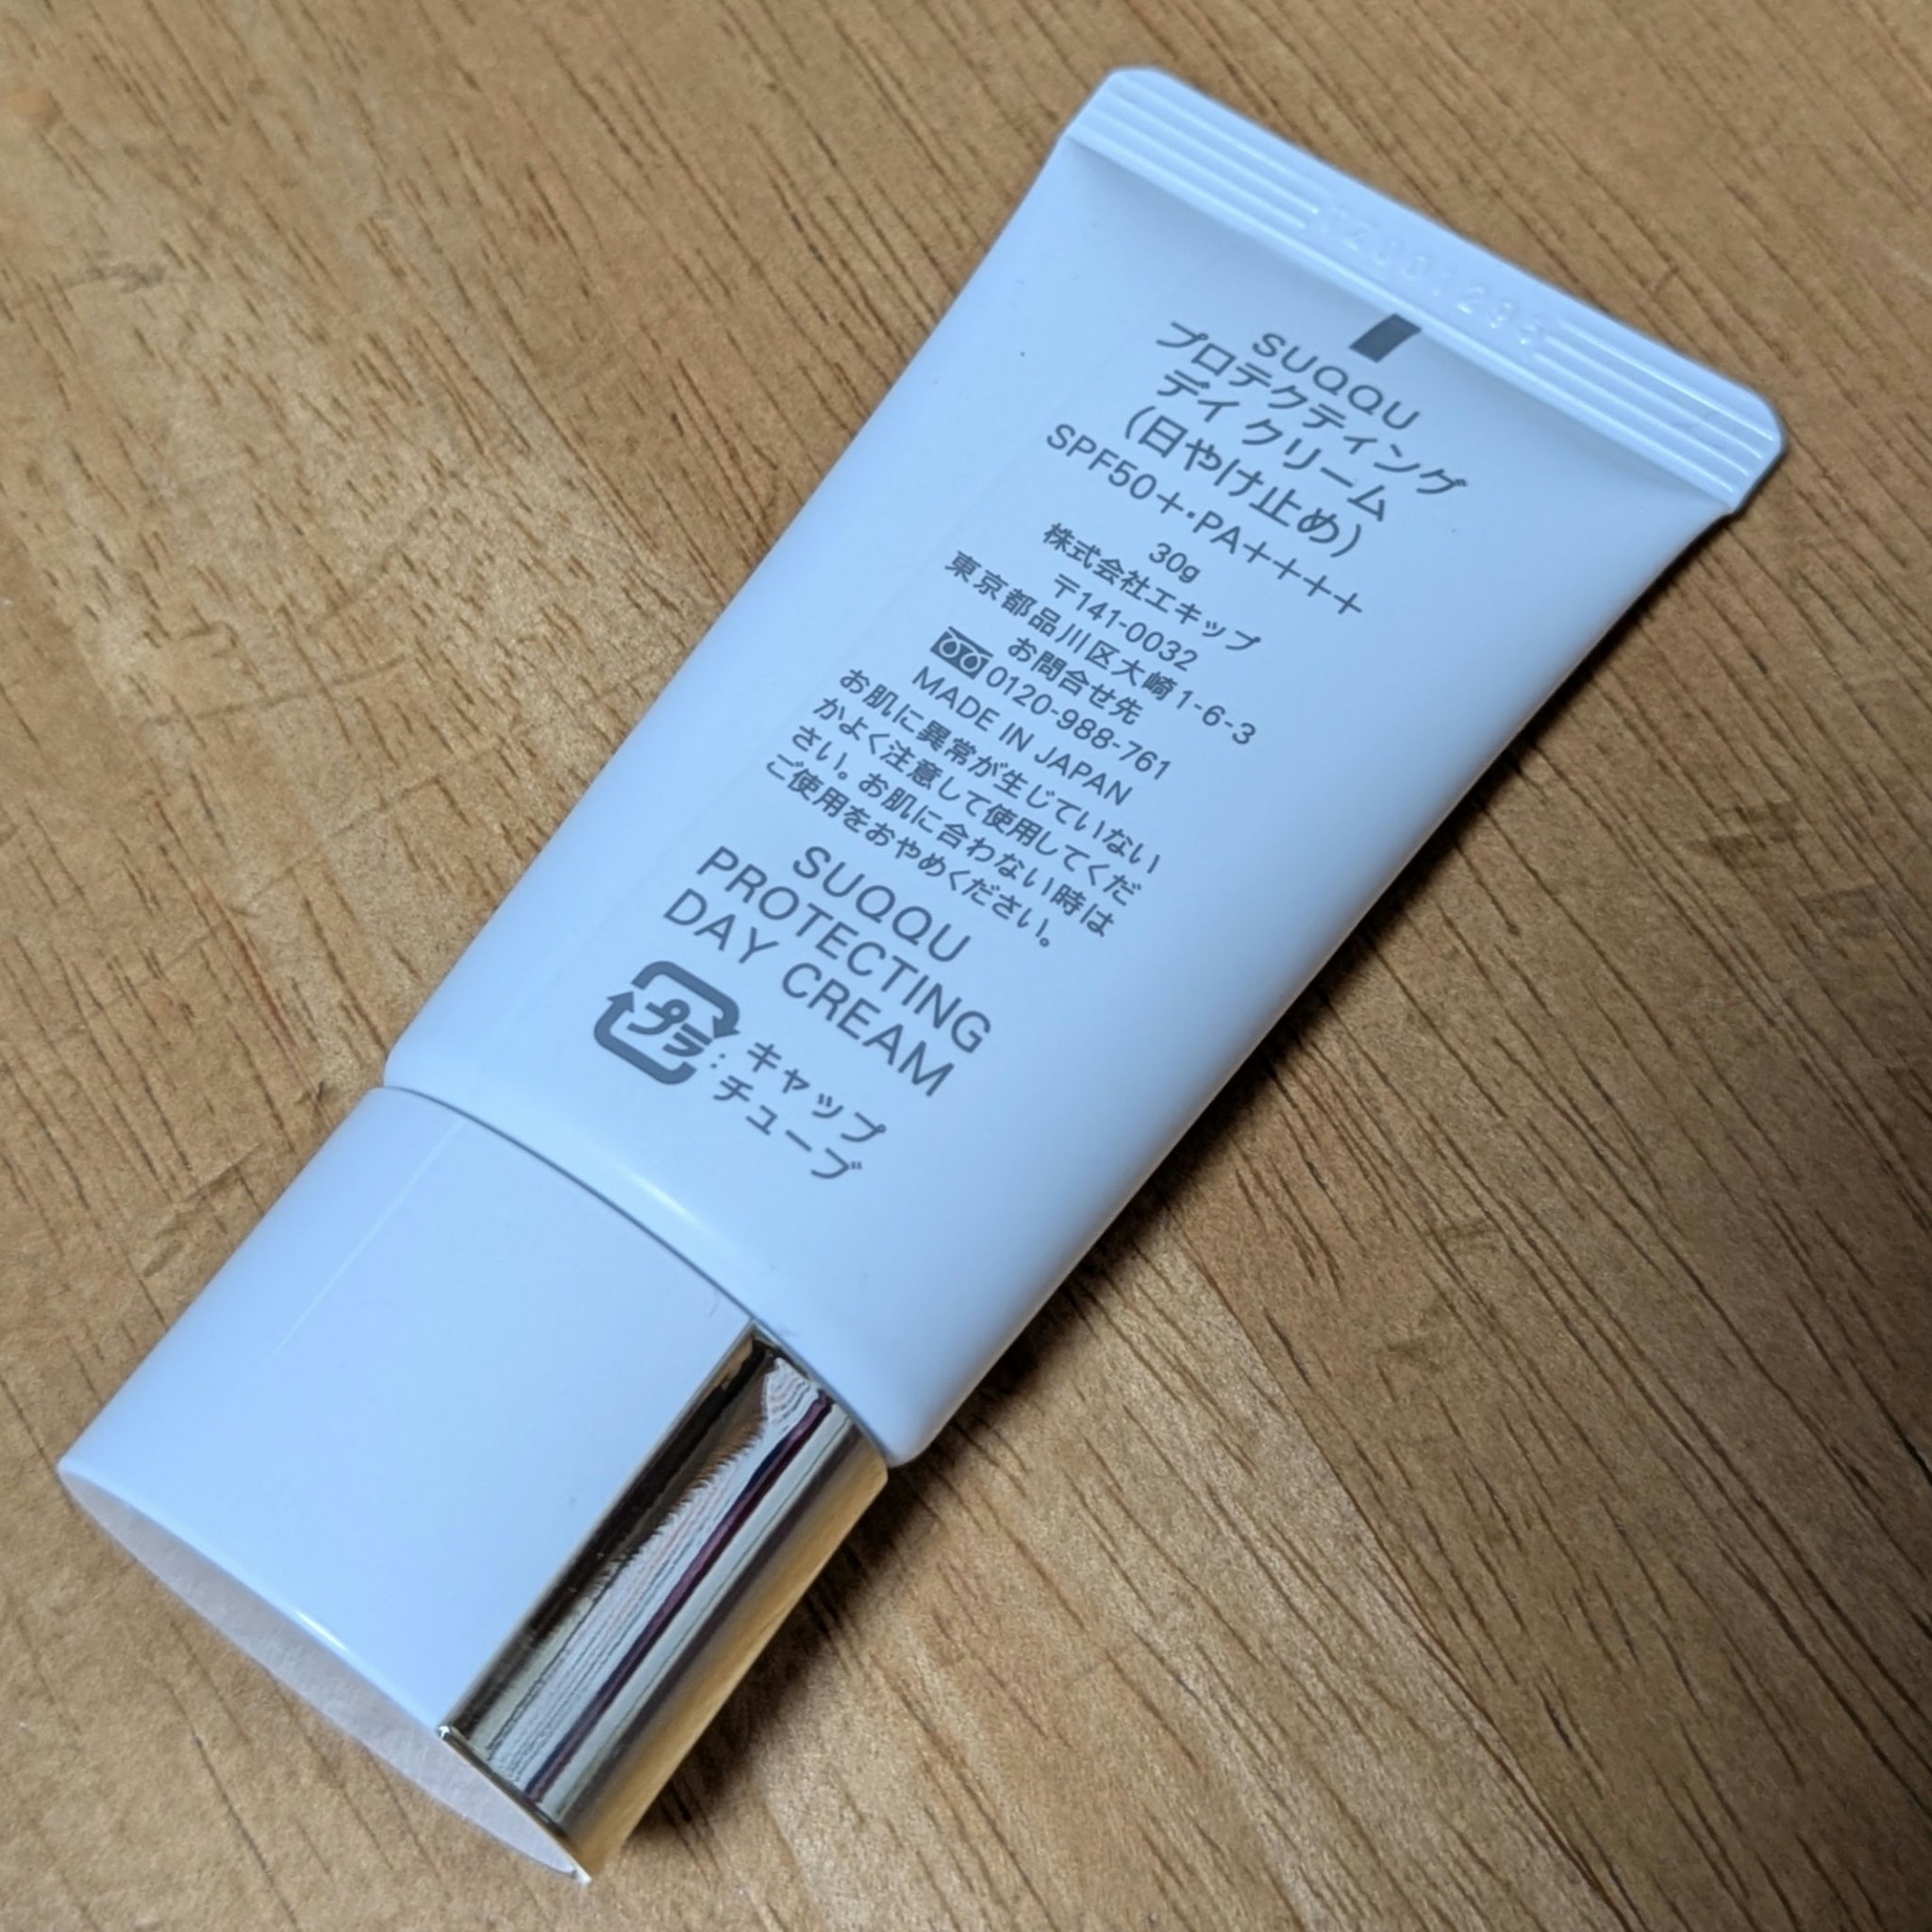 SUQQU
プロテクティング
デイ クリーム
(日やけ止め)
SPF50+・PA++++
30g
株式会社エキップ
〒141-0032
東京都品川区大崎1-6-3
お問合せ先
0120-988-761
MADE IN JAPAN
お肌に異常が生じていない
かよく注意して使用してくだ
さい。お肌に合わない時は
ご使用をおやめください。
SUQQU
PROTECTING
DAY CREAM
プラ:キャップ
チューブ